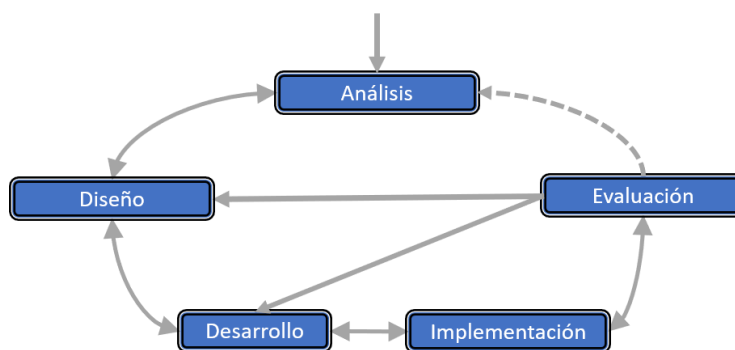 Análisis
Diseño
Evaluación
Desarrollo
Implementación